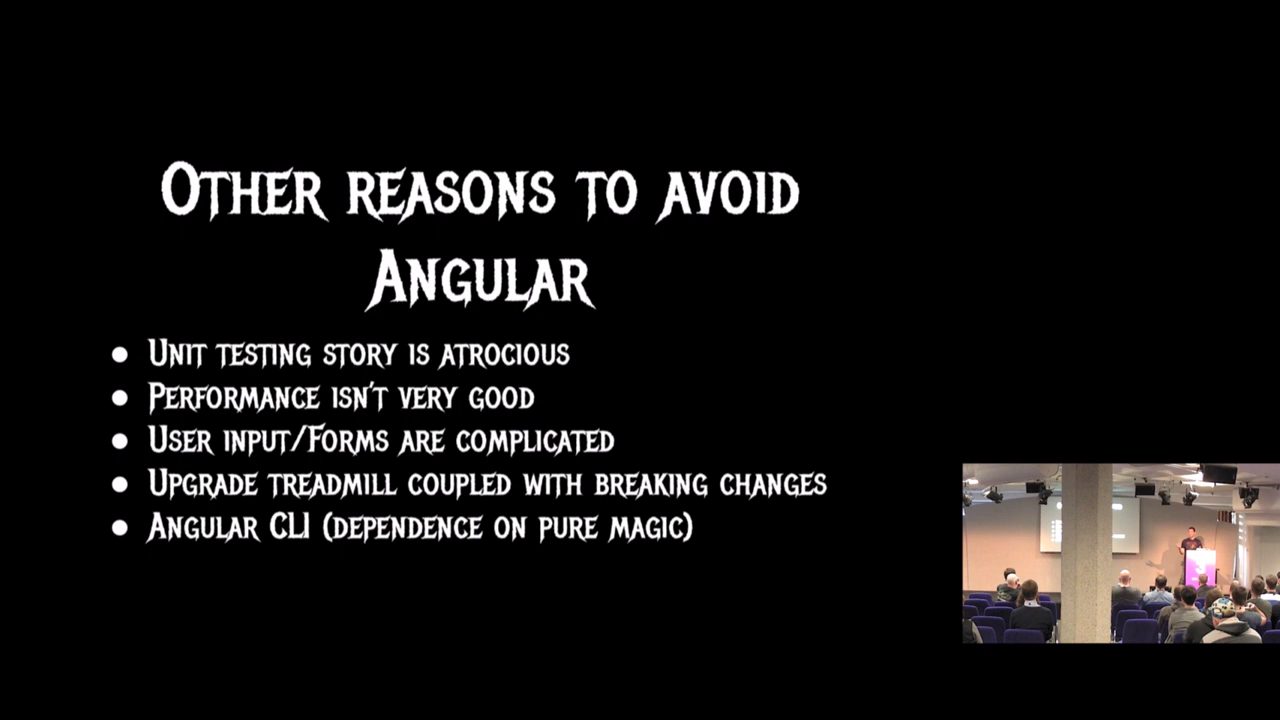 Other reasons to avoid
Angular
● Unit testing story is atrocious
● Performance isn't very good
● User input/Forms are complicated
● Upgrade treadmill coupled with breaking changes
● Angular CLI (dependence on pure magic)